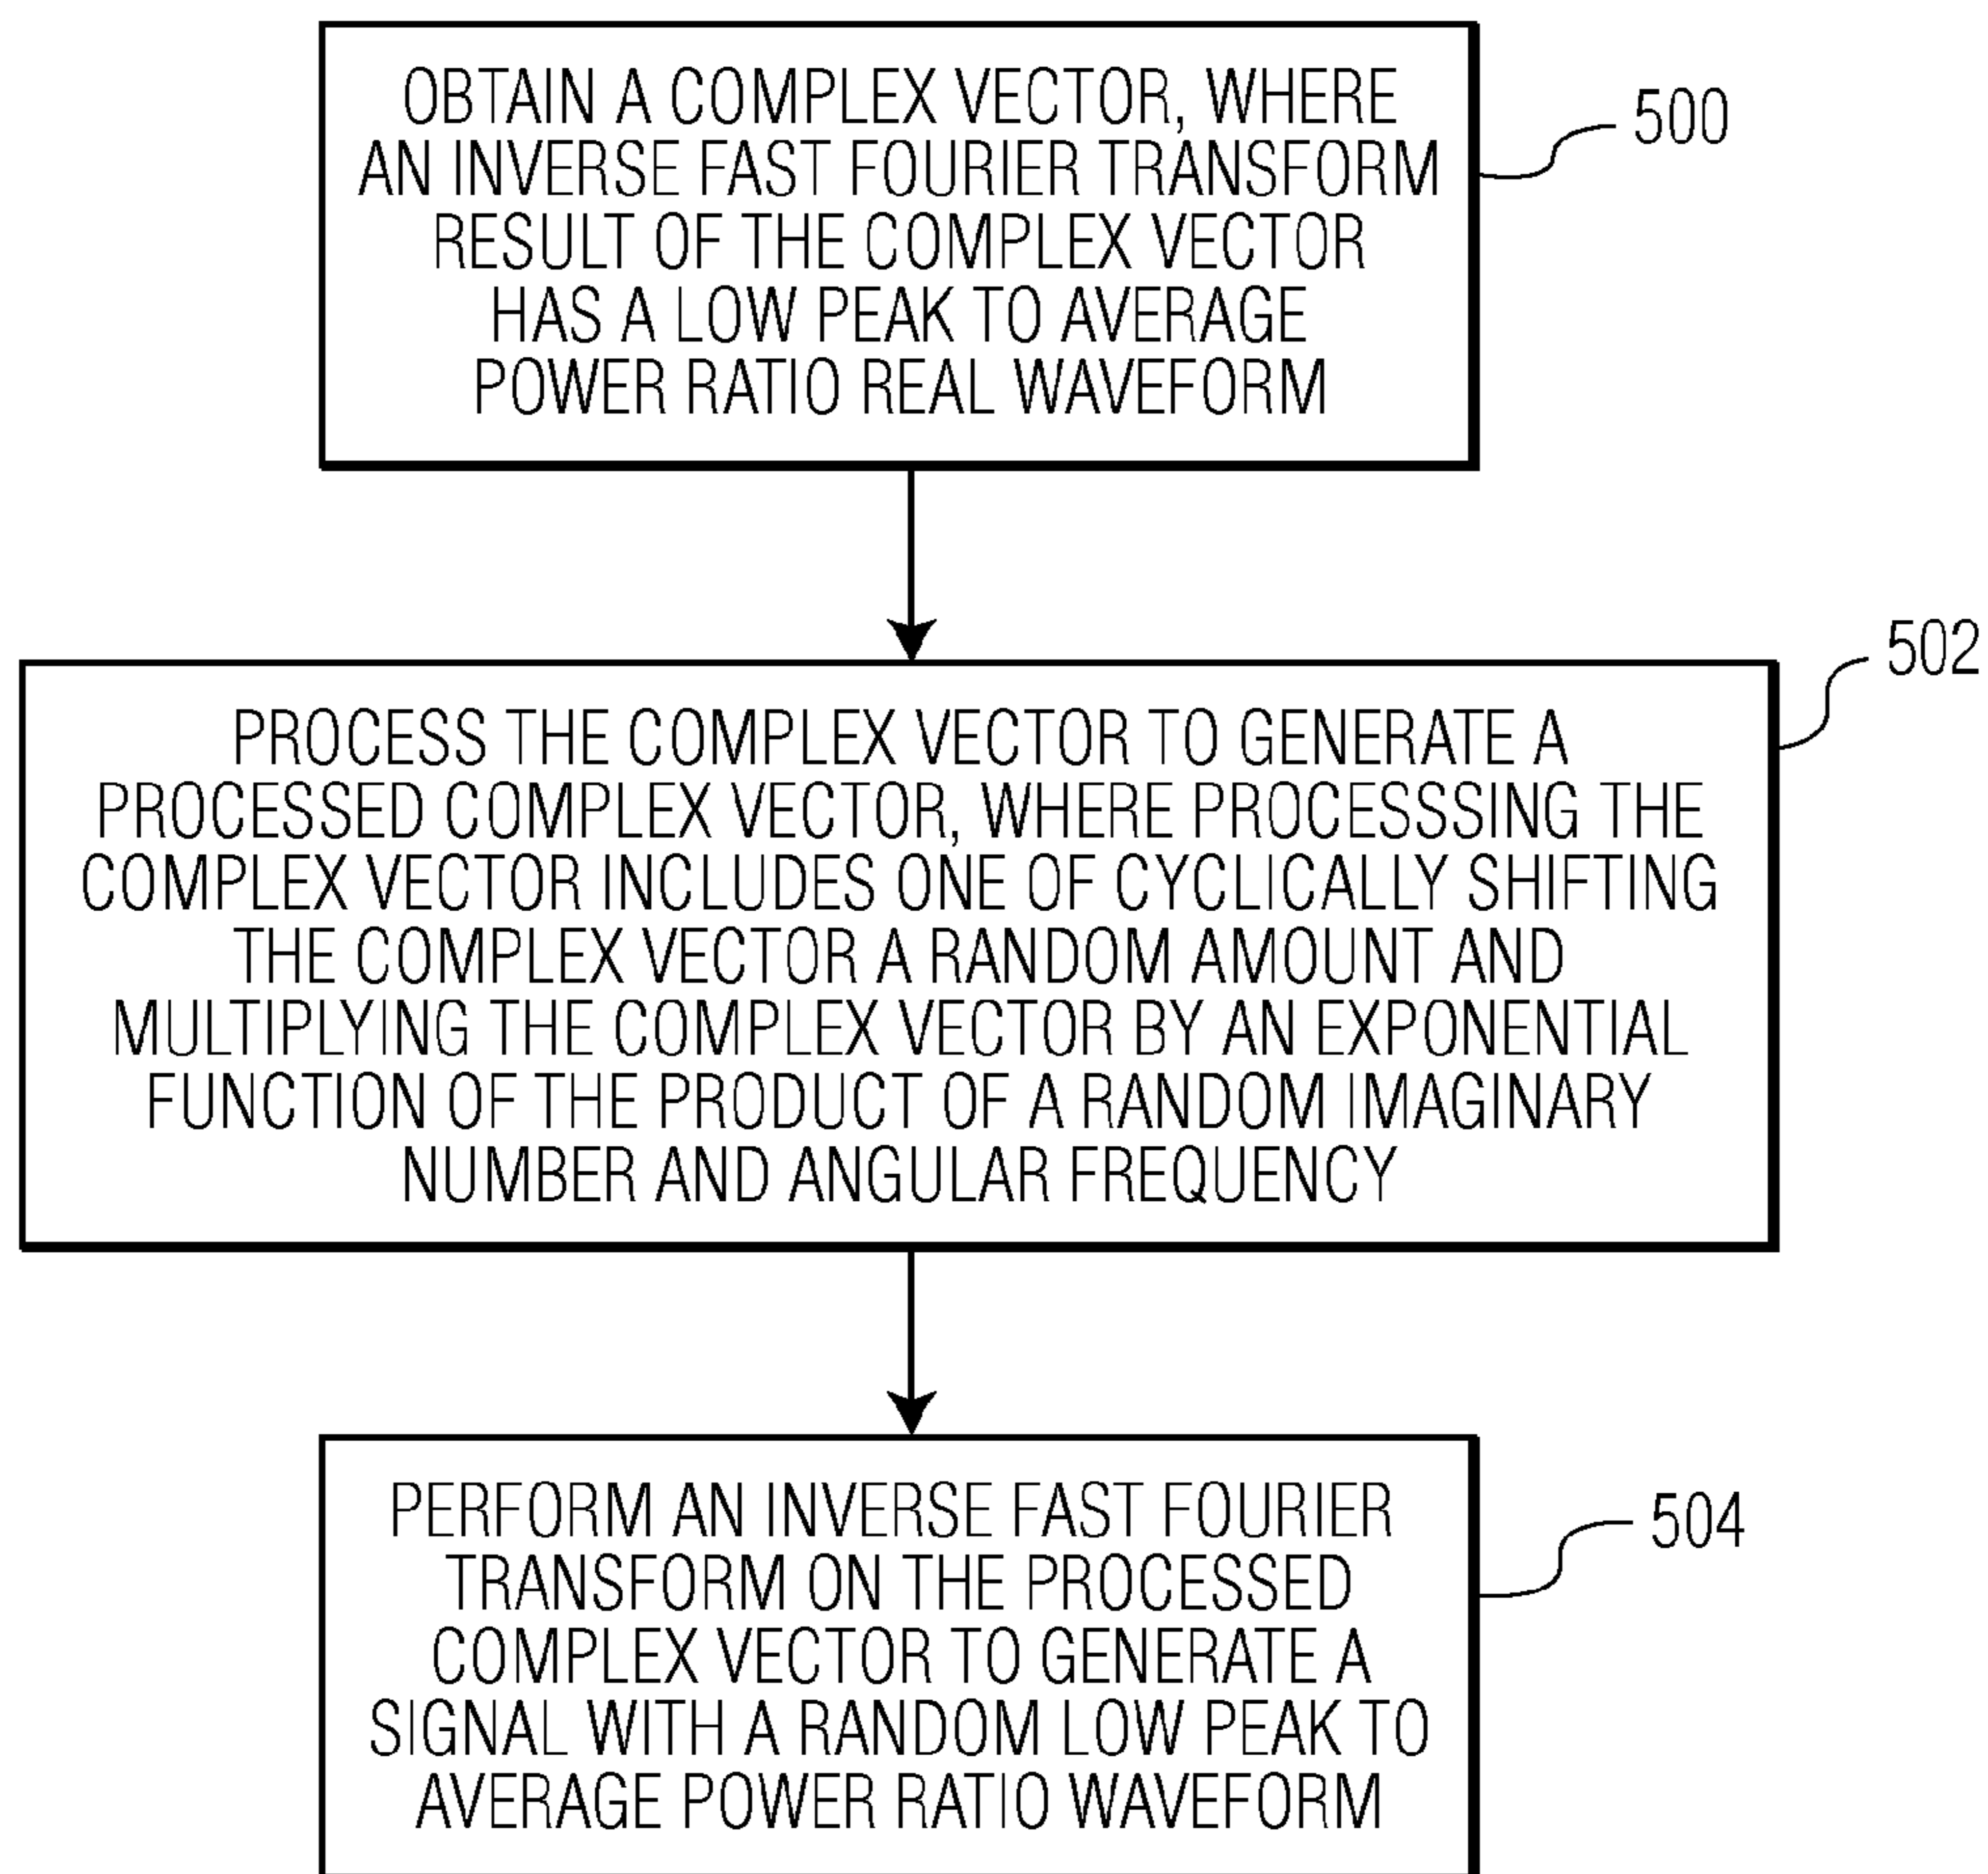 OBTAIN A COMPLEX VECTOR, WHERE
AN INVERSE FAST FOURIER TRANSFORM
RESULT OF THE COMPLEX VECTOR
HAS A LOW PEAK TO AVERAGE
POWER RATIO REAL WAVEFORM
500
502
PROCESS THE COMPLEX VECTOR TO GENERATE A
PROCESSED COMPLEX VECTOR, WHERE PROCESSSING THE
COMPLEX VECTOR INCLUDES ONE OF CYCLICALLY SHIFTING
THE COMPLEX VECTOR A RANDOM AMOUNT AND
MULTIPLYING THE COMPLEX VECTOR BY AN EXPONENTIAL
FUNCTION OF THE PRODUCT OF A RANDOM IMAGINARY
NUMBER AND ANGULAR FREQUENCY
PERFORM AN INVERSE FAST FOURIER
TRANSFORM ON THE PROCESSED
COMPLEX VECTOR TO GENERATE A
SIGNAL WITH A RANDOM LOW PEAK TO
AVERAGE POWER RATIO WAVEFORM
504